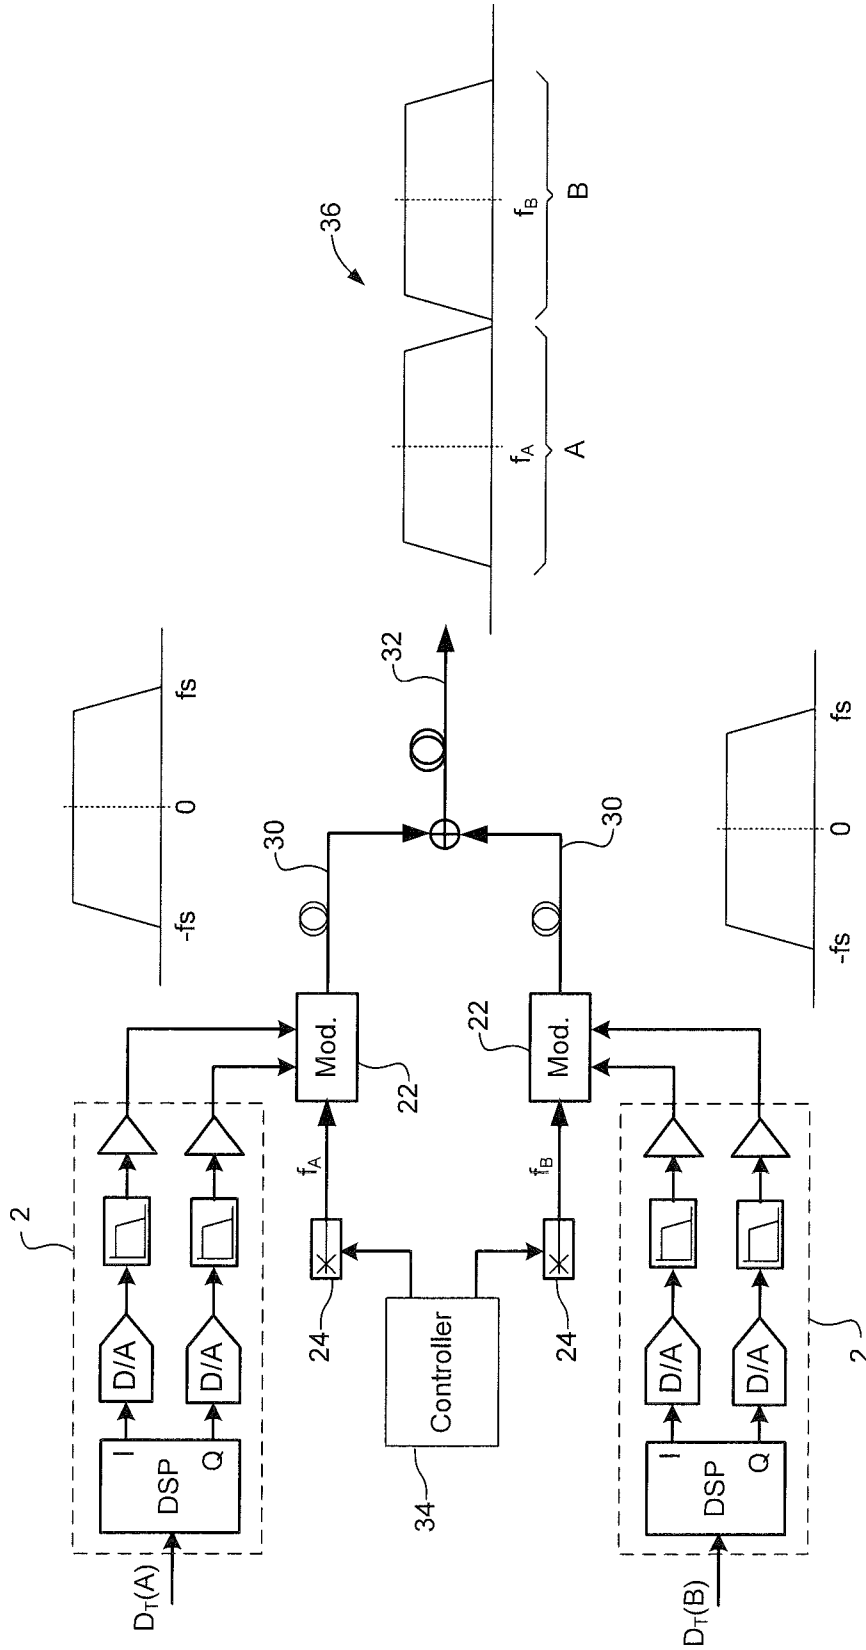 D_T(A)
DSP
I
Q
D/A
D/A
2
Mod.
22
f_A
24
30
-fs
0
fs
Controller
34
32
36
f_A
A
f_B
B
24
f_B
22
Mod.
30
D_T(B)
DSP
I
Q
D/A
D/A
2
-fs
0
fs